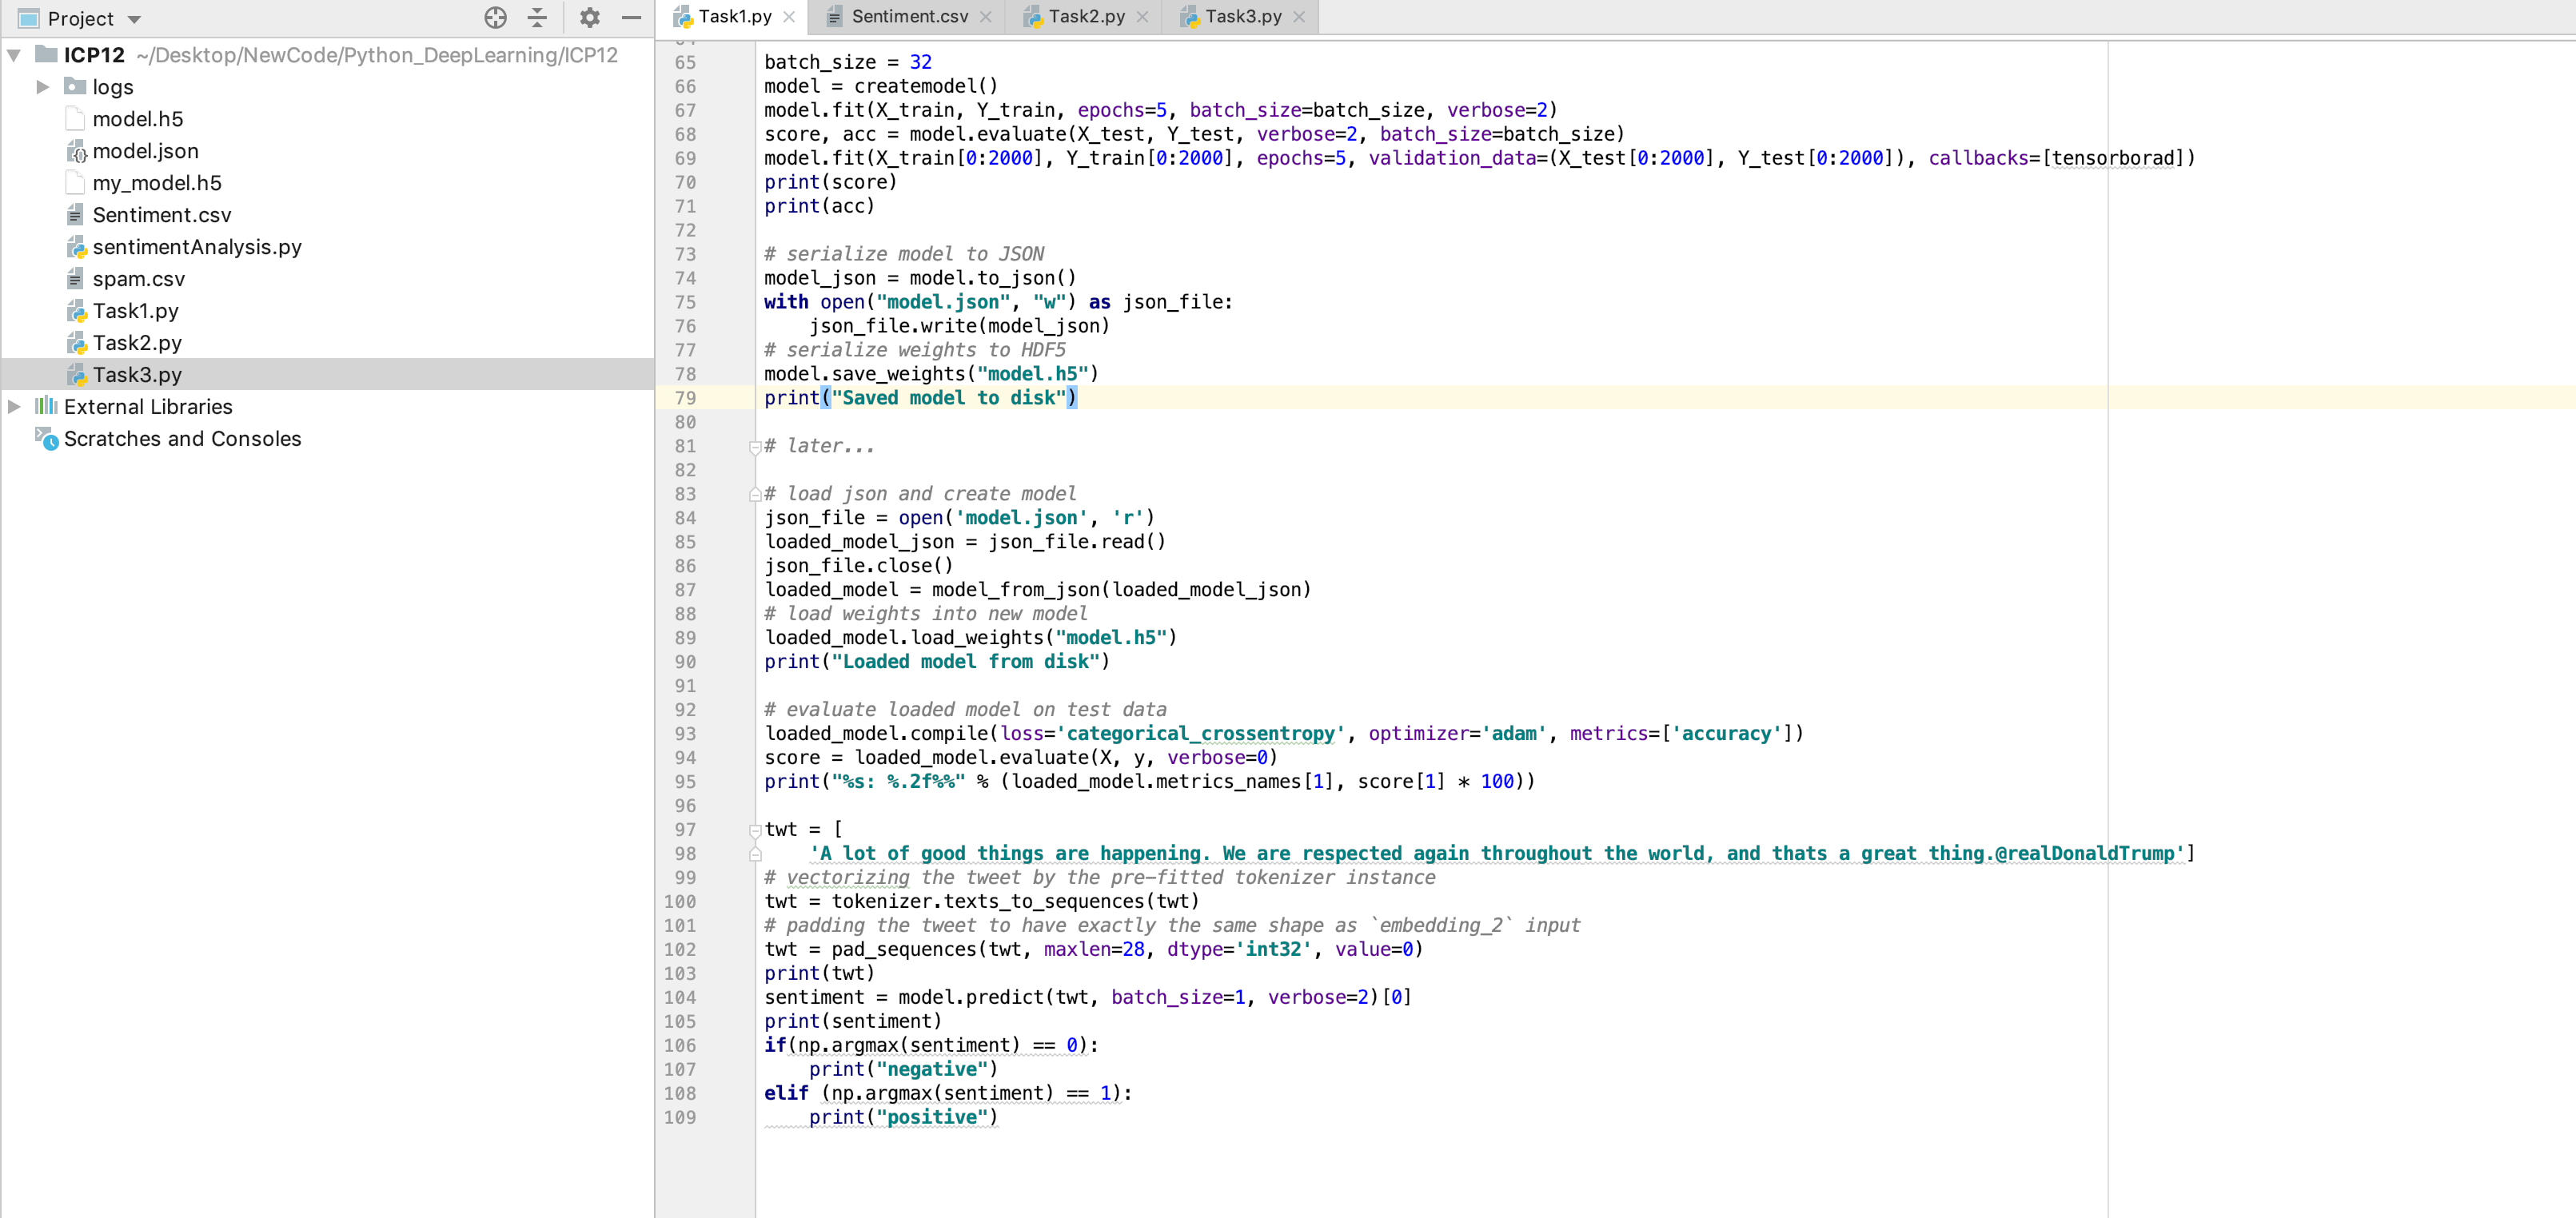 Project
ICP12 ~/Desktop/NewCode/Python_DeepLearning/ICP12
logs
model.h5
model.json
my_model.h5
Sentiment.csv
sentimentAnalysis.py
spam.csv
Task1.py
Task2.py
Task3.py
External Libraries
Scratches and Consoles
Task1.py Sentiment.csv Task2.py Task3.py
65 batch_size = 32
66 model = createmodel()
67 model.fit(X_train, Y_train, epochs=5, batch_size=batch_size, verbose=2)
68 score, acc = model.evaluate(X_test, Y_test, verbose=2, batch_size=batch_size)
69 model.fit(X_train[0:2000], Y_train[0:2000], epochs=5, validation_data=(X_test[0:2000], Y_test[0:2000]), callbacks=[tensorborad])
70 print(score)
71 print(acc)
72
73 # serialize model to JSON
74 model_json = model.to_json()
75 with open("model.json", "w") as json_file:
76     json_file.write(model_json)
77 # serialize weights to HDF5
78 model.save_weights("model.h5")
79 print("Saved model to disk")
80
81 # later...
82
83 # load json and create model
84 json_file = open('model.json', 'r')
85 loaded_model_json = json_file.read()
86 json_file.close()
87 loaded_model = model_from_json(loaded_model_json)
88 # load weights into new model
89 loaded_model.load_weights("model.h5")
90 print("Loaded model from disk")
91
92 # evaluate loaded model on test data
93 loaded_model.compile(loss='categorical_crossentropy', optimizer='adam', metrics=['accuracy'])
94 score = loaded_model.evaluate(X, y, verbose=0)
95 print("%s: %.2f%%" % (loaded_model.metrics_names[1], score[1] * 100))
96
97 twt = [
98     'A lot of good things are happening. We are respected again throughout the world, and thats a great thing.@realDonaldTrump']
99 # vectorizing the tweet by the pre-fitted tokenizer instance
100 twt = tokenizer.texts_to_sequences(twt)
101 # padding the tweet to have exactly the same shape as `embedding_2` input
102 twt = pad_sequences(twt, maxlen=28, dtype='int32', value=0)
103 print(twt)
104 sentiment = model.predict(twt, batch_size=1, verbose=2)[0]
105 print(sentiment)
106 if(np.argmax(sentiment) == 0):
107     print("negative")
108 elif (np.argmax(sentiment) == 1):
109     print("positive")